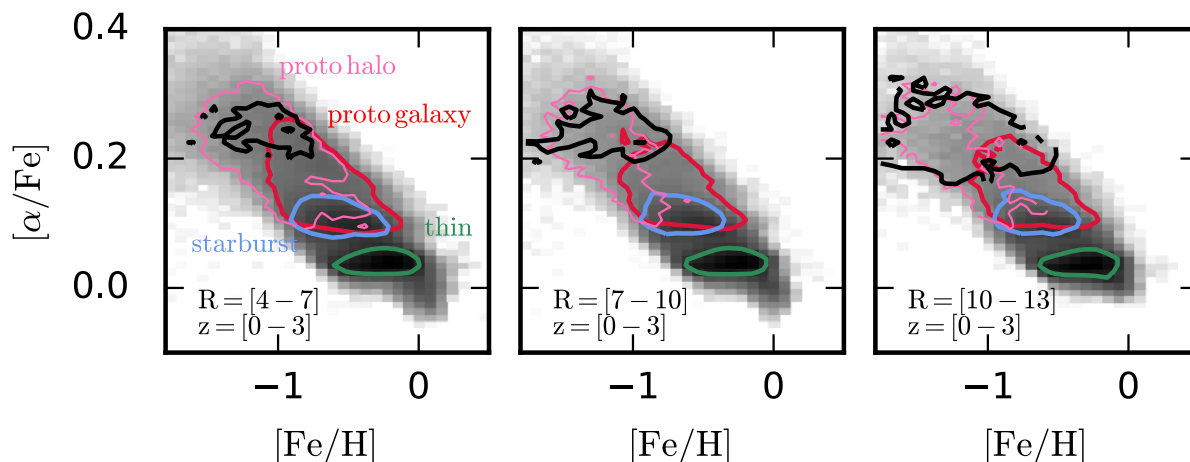 0.4
0.2
0.0
[α/Fe]
proto halo
proto galaxy
starburst
thin
R = [4 − 7]
z = [0 − 3]
R = [7 − 10]
z = [0 − 3]
R = [10 − 13]
z = [0 − 3]
−1 0
−1 0
−1 0
[Fe/H]
[Fe/H]
[Fe/H]